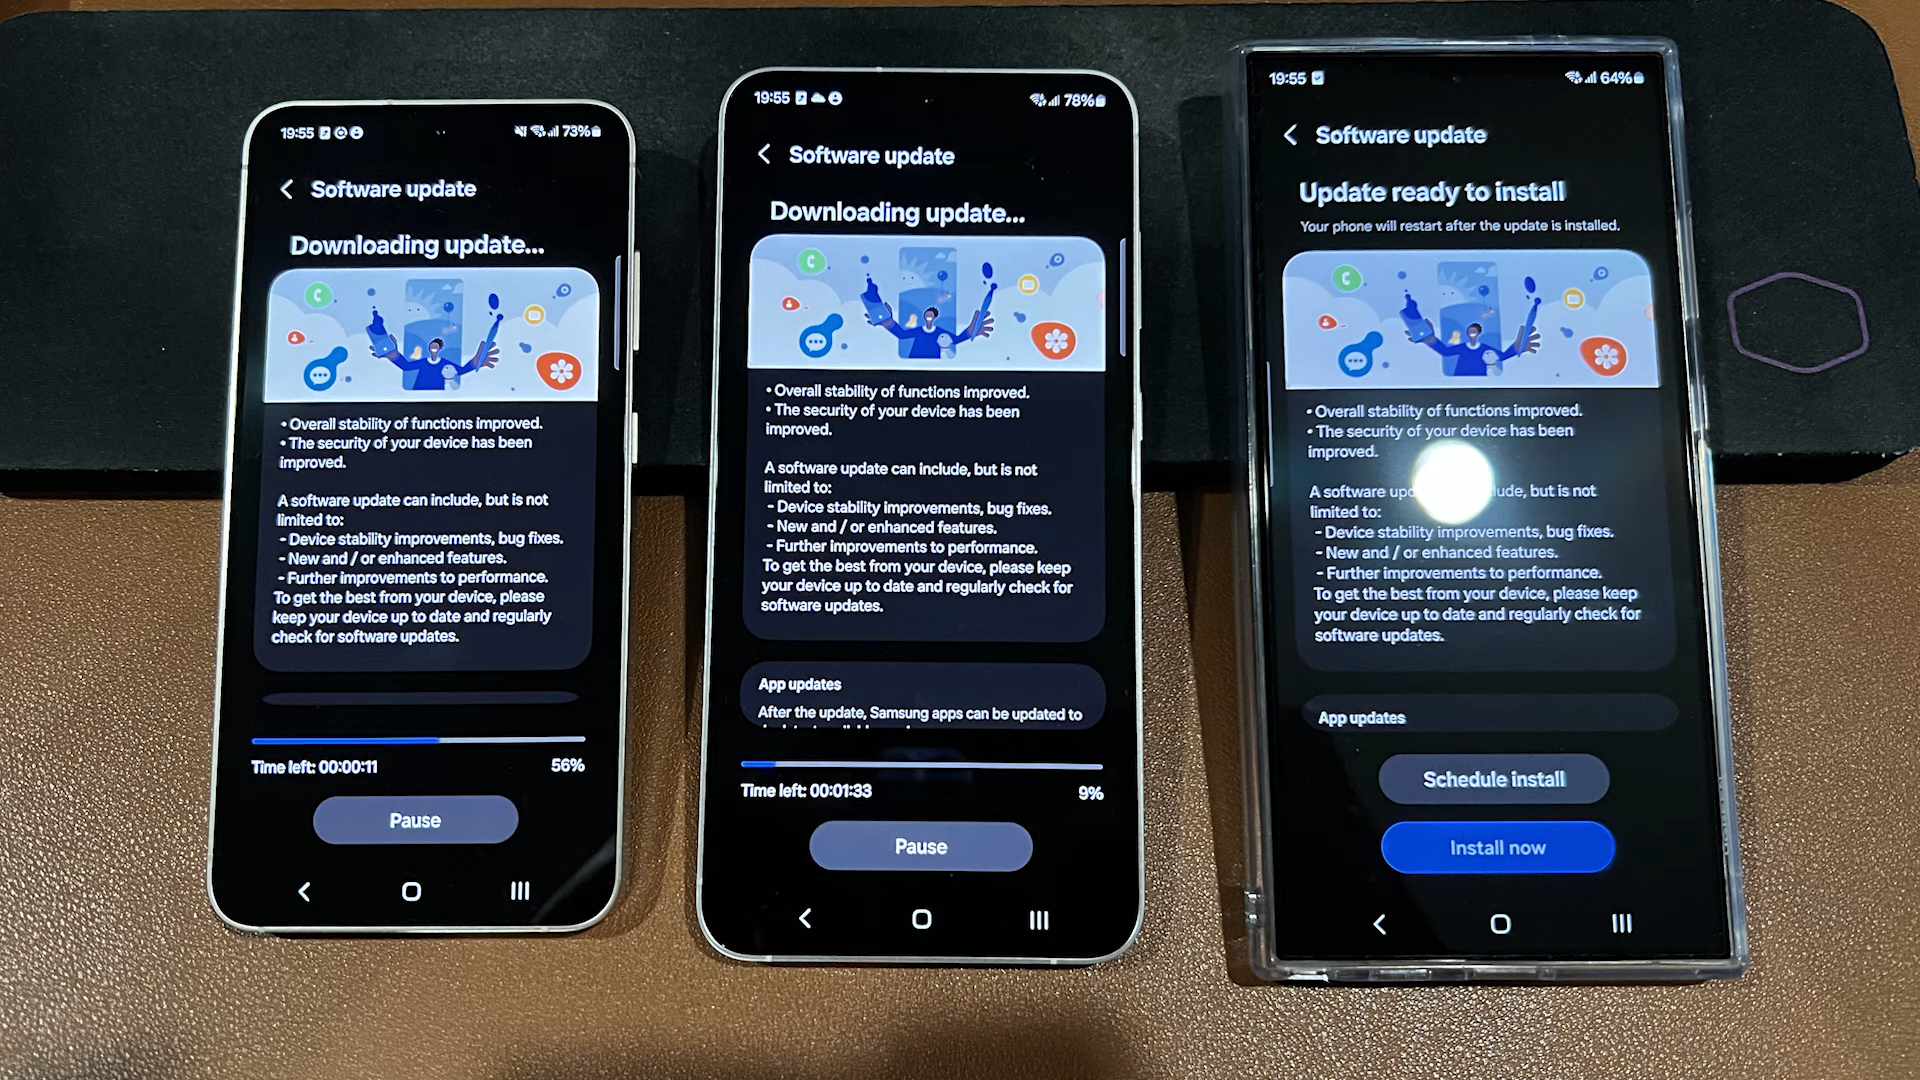 19:55
73%
Software update
Downloading update...
• Overall stability of functions improved.
• The security of your device has been
improved.
A software update can include, but is not
limited to:
- Device stability improvements, bug fixes.
- New and / or enhanced features.
- Further improvements to performance.
To get the best from your device, please
keep your device up to date and regularly
check for software updates.
Time left: 00:00:11
56%
Pause
19:55
78%
Software update
Downloading update...
• Overall stability of functions improved.
• The security of your device has been
improved.
A software update can include, but is not
limited to:
- Device stability improvements, bug fixes.
- New and / or enhanced features.
- Further improvements to performance.
To get the best from your device, please keep
your device up to date and regularly check for
software updates.
App updates
After the update, Samsung apps can be updated to
Time left: 00:01:33
9%
Pause
19:55
64%
Software update
Update ready to install
Your phone will restart after the update is installed.
• Overall stability of functions improved.
• The security of your device has been
improved.
A software but is not
limited to:
- Device stability improvements, bug fixes.
- New and / or enhanced features.
- Further improvements to performance.
To get the best from your device, please keep
your device up to date and regularly check for
software updates.
App updates
Schedule install
Install now